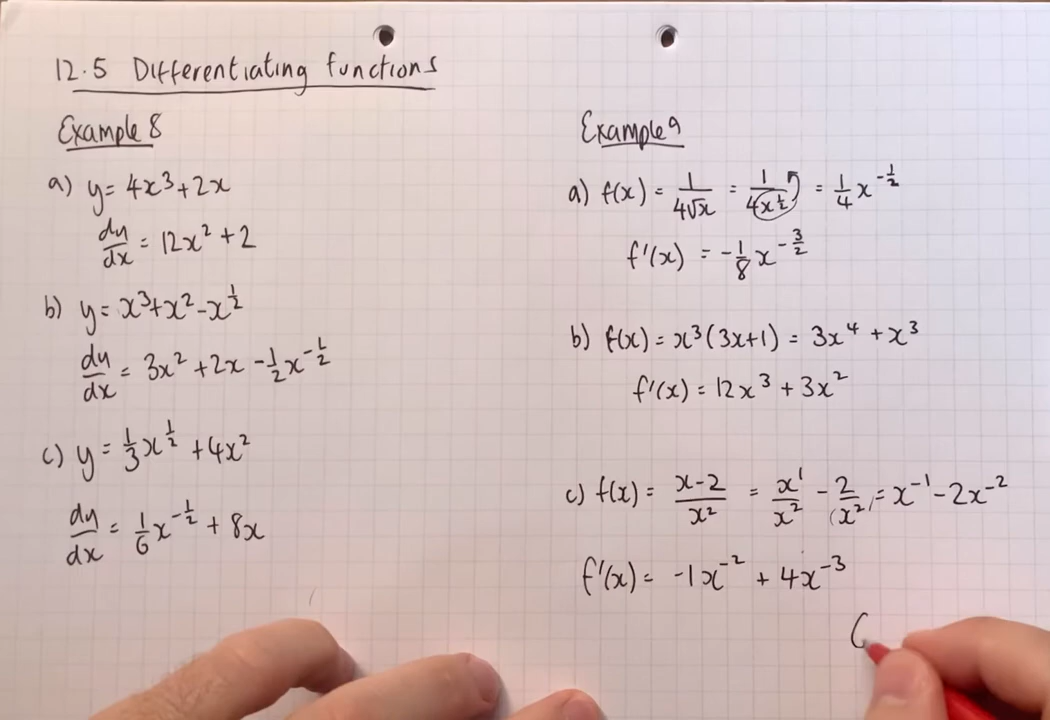 12.5 Differentiating functions
Example 8
a) y = 4x³ + 2x
dy/dx = 12x² + 2
b) y = x³ + x² - x^½
dy/dx = 3x² + 2x - ½x^-½
c) y = ⅓x^½ + 4x²
dy/dx = ⅙x^-½ + 8x
Example 9
a) f(x) = 1/(4√x) = 1/(4x^½) = ¼x^-½
f'(x) = -⅛x^-3/2
b) f(x) = x³(3x+1) = 3x⁴ + x³
f'(x) = 12x³ + 3x²
c) f(x) = (x-2)/x² = x¹/x² - 2/(x²) = x⁻¹ - 2x⁻²
f'(x) = -1x⁻² + 4x⁻³
(